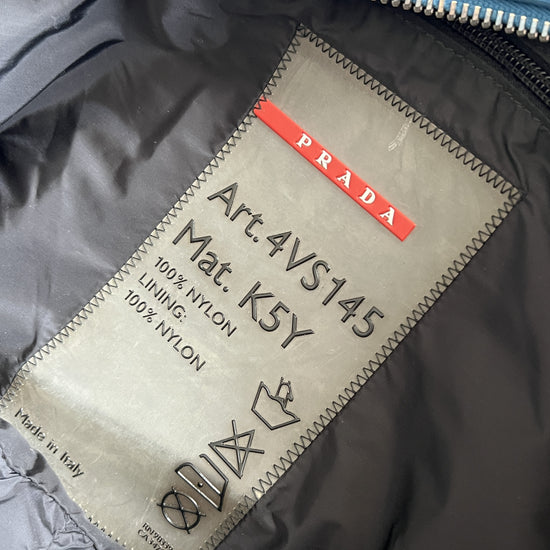 PRADA
Art. 4VS145
Mat. K5Y
100% NYLON
LINING:
100% NYLON
Made in Italy